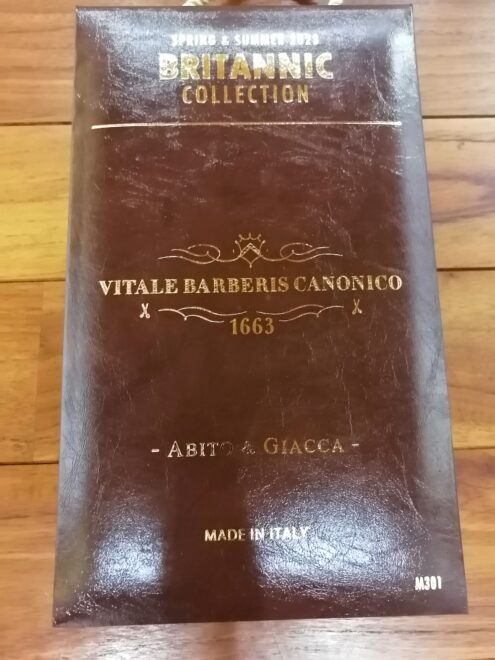 SPRING & SUMMER 2023
BRITANNIC
COLLECTION
VITALE BARBERIS CANONICO
1663
- ABITO & GIACCA -
MADE IN ITALY
M301